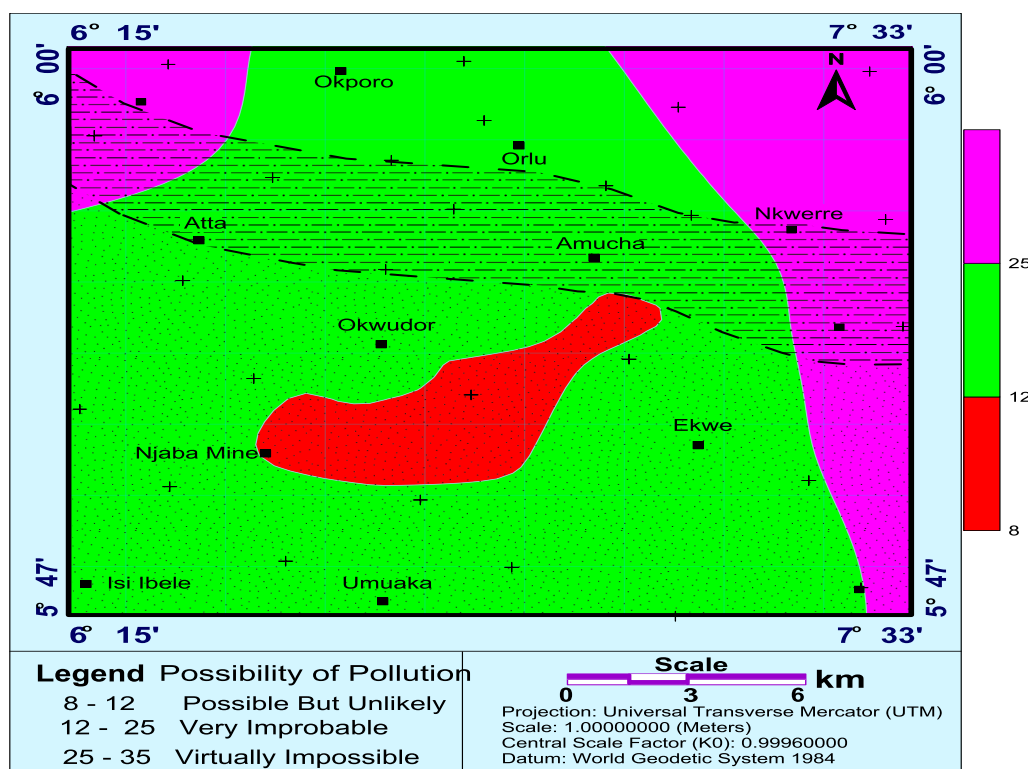 6° 15' 7° 33'
6° 00' 6° 00'
N
Okporo
Orlu
Nkwerre
Atta
Amucha
25
Okwudor
12
Ekwe
Njaba Mine
8
Isi Ibele
Umuaka
5° 47' 5° 47'
6° 15' 7° 33'
Legend Possibility of Pollution
8 - 12 Possible But Unlikely
12 - 25 Very Improbable
25 - 35 Virtually Impossible
Scale
0 3 6 km
Projection: Universal Transverse Mercator (UTM)
Scale: 1.00000000 (Meters)
Central Scale Factor (K0): 0.99960000
Datum: World Geodetic System 1984